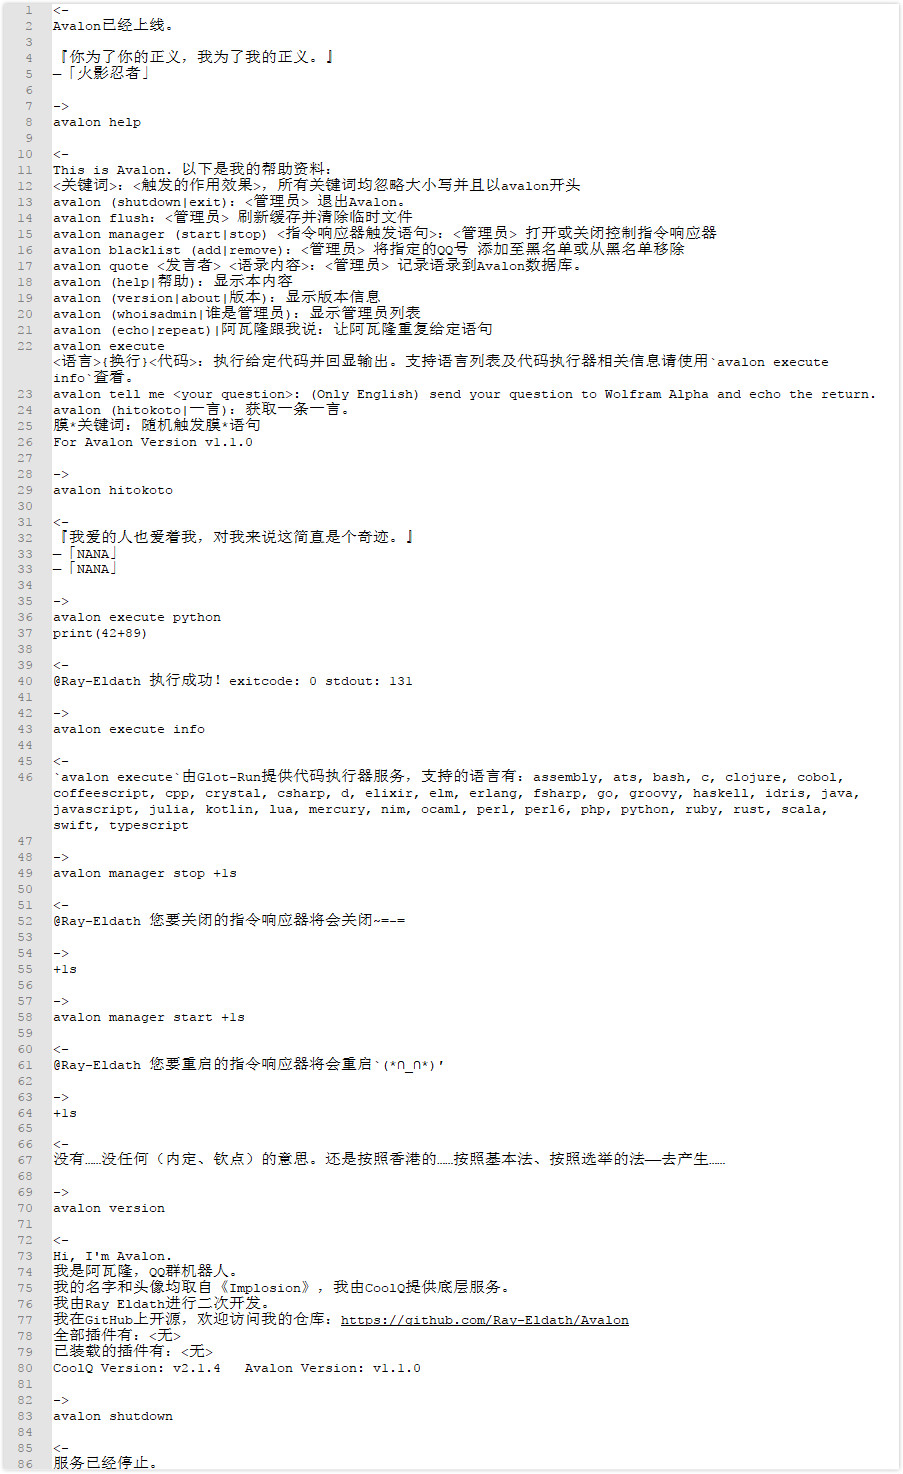 1 <-
2 Avalon已经上线。
3
4 『你为了你的正义，我为了我的正义。』
5 —「火影忍者」
6
7 ->
8 avalon help
9
10 <-
11 This is Avalon. 以下是我的帮助资料：
12 <关键词>：<触发的作用效果>，所有关键词均忽略大小写并且以avalon开头
13 avalon (shutdown|exit)：<管理员> 退出Avalon。
14 avalon flush：<管理员> 刷新缓存并清除临时文件
15 avalon manager (start|stop) <指令响应器触发语句>：<管理员> 打开或关闭控制指令响应器
16 avalon blacklist (add|remove)：<管理员> 将指定的QQ号 添加至黑名单或从黑名单移除
17 avalon quote <发言者> <语录内容>：<管理员> 记录语录到Avalon数据库。
18 avalon (help|帮助)：显示本内容
19 avalon (version|about|版本)：显示版本信息
20 avalon (whoisadmin|谁是管理员)：显示管理员列表
21 avalon (echo|repeat)|阿瓦隆跟我说：让阿瓦隆重复给定语句
22 avalon execute
<语言>{换行}<代码>：执行给定代码并回显输出。支持语言列表及代码执行器相关信息请使用`avalon execute
info`查看。
23 avalon tell me <your question>：(Only English) send your question to Wolfram Alpha and echo the return.
24 avalon (hitokoto|一言)：获取一条一言。
25 膜*关键词：随机触发膜*语句
26 For Avalon Version v1.1.0
27
28 ->
29 avalon hitokoto
30
31 <-
32 『我爱的人也爱着我，对我来说这简直是个奇迹。』
33 —「NANA」
33 —「NANA」
34
35 ->
36 avalon execute python
37 print(42+89)
38
39 <-
40 @Ray-Eldath 执行成功！exitcode: 0 stdout: 131
41
42 ->
43 avalon execute info
44
45 <-
46 `avalon execute`由Glot-Run提供代码执行器服务，支持的语言有：assembly, ats, bash, c, clojure, cobol,
coffeescript, cpp, crystal, csharp, d, elixir, elm, erlang, fsharp, go, groovy, haskell, idris, java,
javascript, julia, kotlin, lua, mercury, nim, ocaml, perl, perl6, php, python, ruby, rust, scala,
swift, typescript
47
48 ->
49 avalon manager stop +1s
50
51 <-
52 @Ray-Eldath 您要关闭的指令响应器将会关闭~=-=
53
54 ->
55 +1s
56
57 ->
58 avalon manager start +1s
59
60 <-
61 @Ray-Eldath 您要重启的指令响应器将会重启`(*∩_∩*)′
62
63 ->
64 +1s
65
66 <-
67 没有……没任何（内定、钦点）的意思。还是按照香港的……按照基本法、按照选举的法——去产生……
68
69 ->
70 avalon version
71
72 <-
73 Hi, I'm Avalon.
74 我是阿瓦隆，QQ群机器人。
75 我的名字和头像均取自《Implosion》，我由CoolQ提供底层服务。
76 我由Ray Eldath进行二次开发。
77 我在GitHub上开源，欢迎访问我的仓库：https://github.com/Ray-Eldath/Avalon
78 全部插件有：<无>
79 已装载的插件有：<无>
80 CoolQ Version: v2.1.4   Avalon Version: v1.1.0
81
82 ->
83 avalon shutdown
84
85 <-
86 服务已经停止。